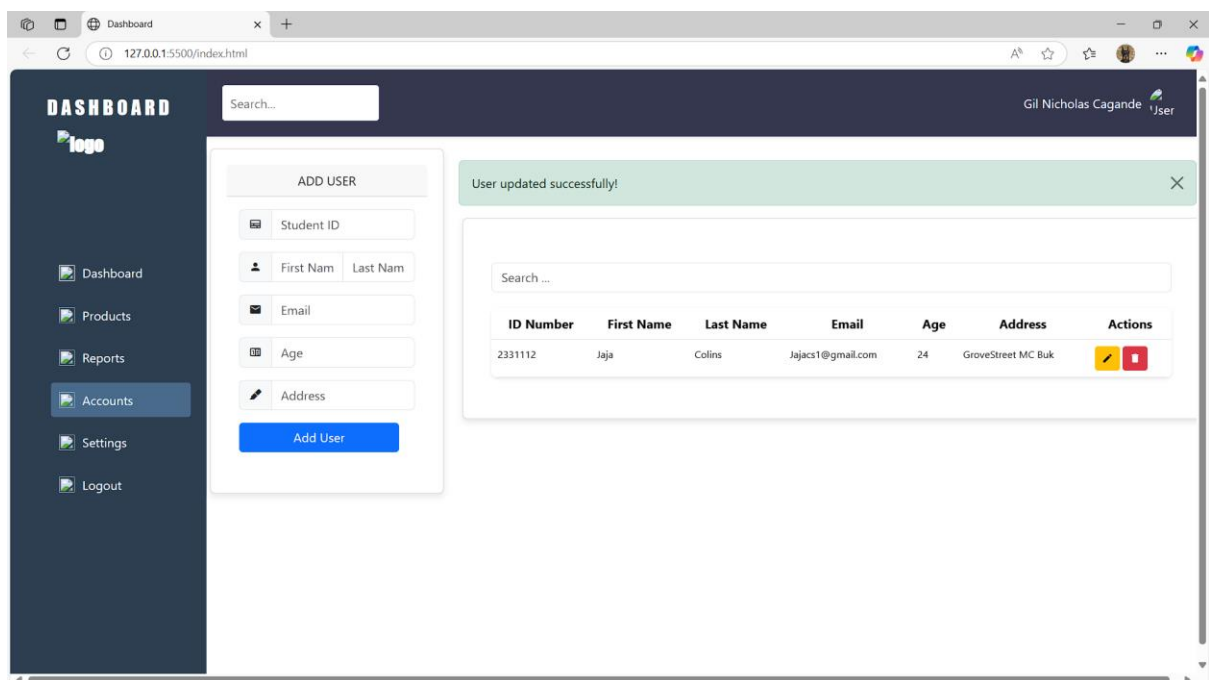 Dashboard
127.0.0.1:5500/index.html
DASHBOARD
logo
Search...
Gil Nicholas Cagande
User
Dashboard
Products
Reports
Accounts
Settings
Logout
ADD USER
Student ID
First Nam Last Nam
Email
Age
Address
Add User
User updated successfully!
Search ...
ID Number First Name Last Name Email Age Address Actions
2331112 Jaja Colins Jajacs1@gmail.com 24 GroveStreet MC Buk